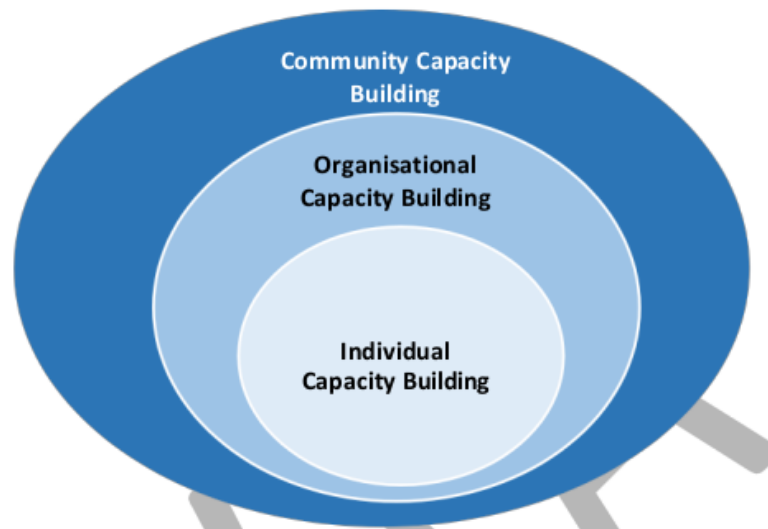 Community Capacity
Building
Organisational
Capacity Building
Individual
Capacity Building